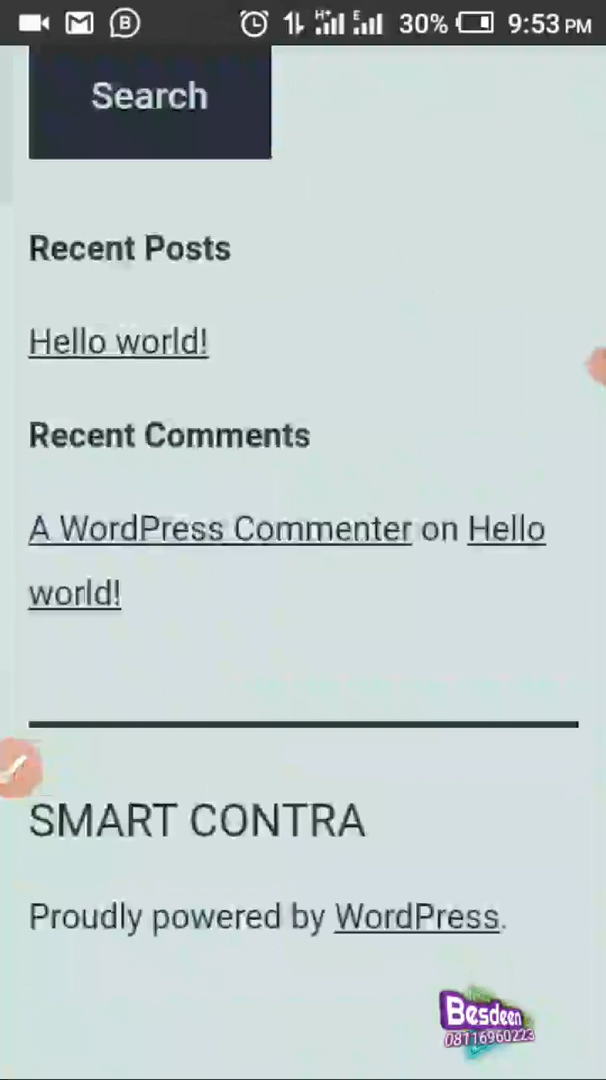 30% 9:53 PM
Search
Recent Posts
Hello world!
Recent Comments
A WordPress Commenter on Hello
world!
SMART CONTRA
Proudly powered by WordPress.
Besdeen
08116960223